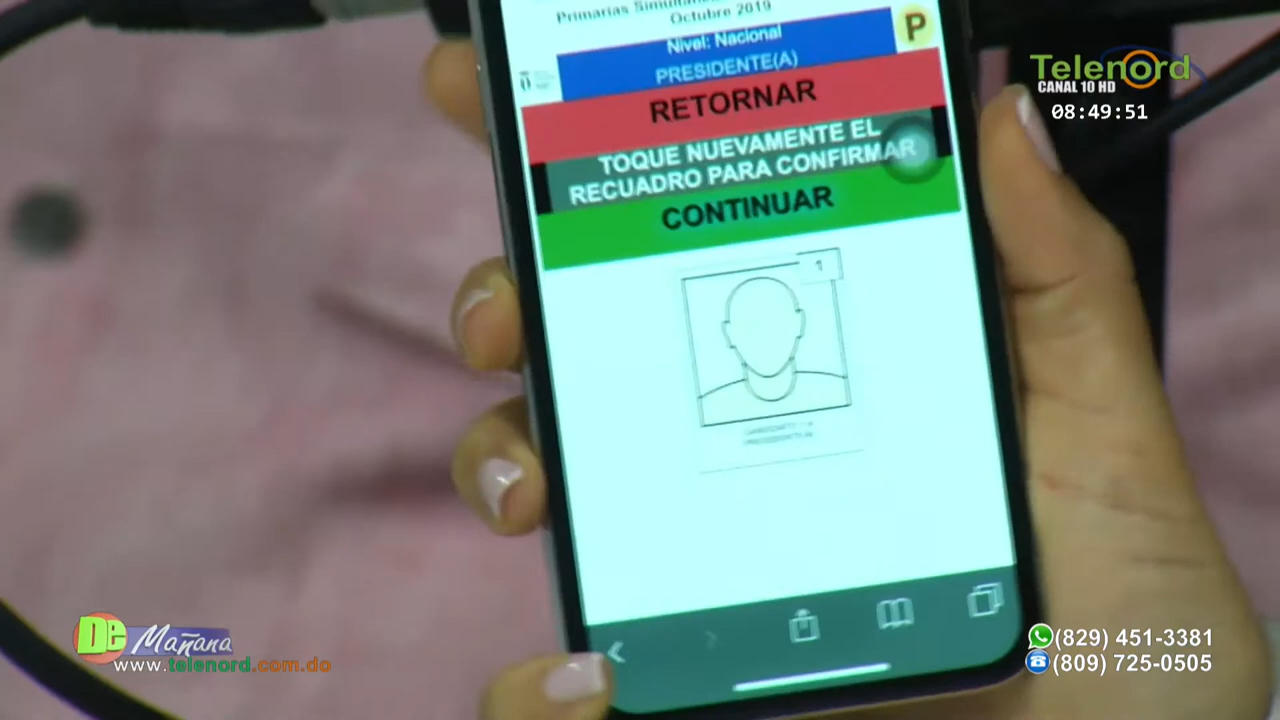 Primarias
Octubre 2019
P
Nivel: Nacional
PRESIDENTE(A)
RETORNAR
TOQUE NUEVAMENTE EL
RECUADRO PARA CONFIRMAR
CONTINUAR
1
Telenord
CANAL 10 HD
08:49:51
De Mañana
www.telenord.com.do
(829) 451-3381
(809) 725-0505